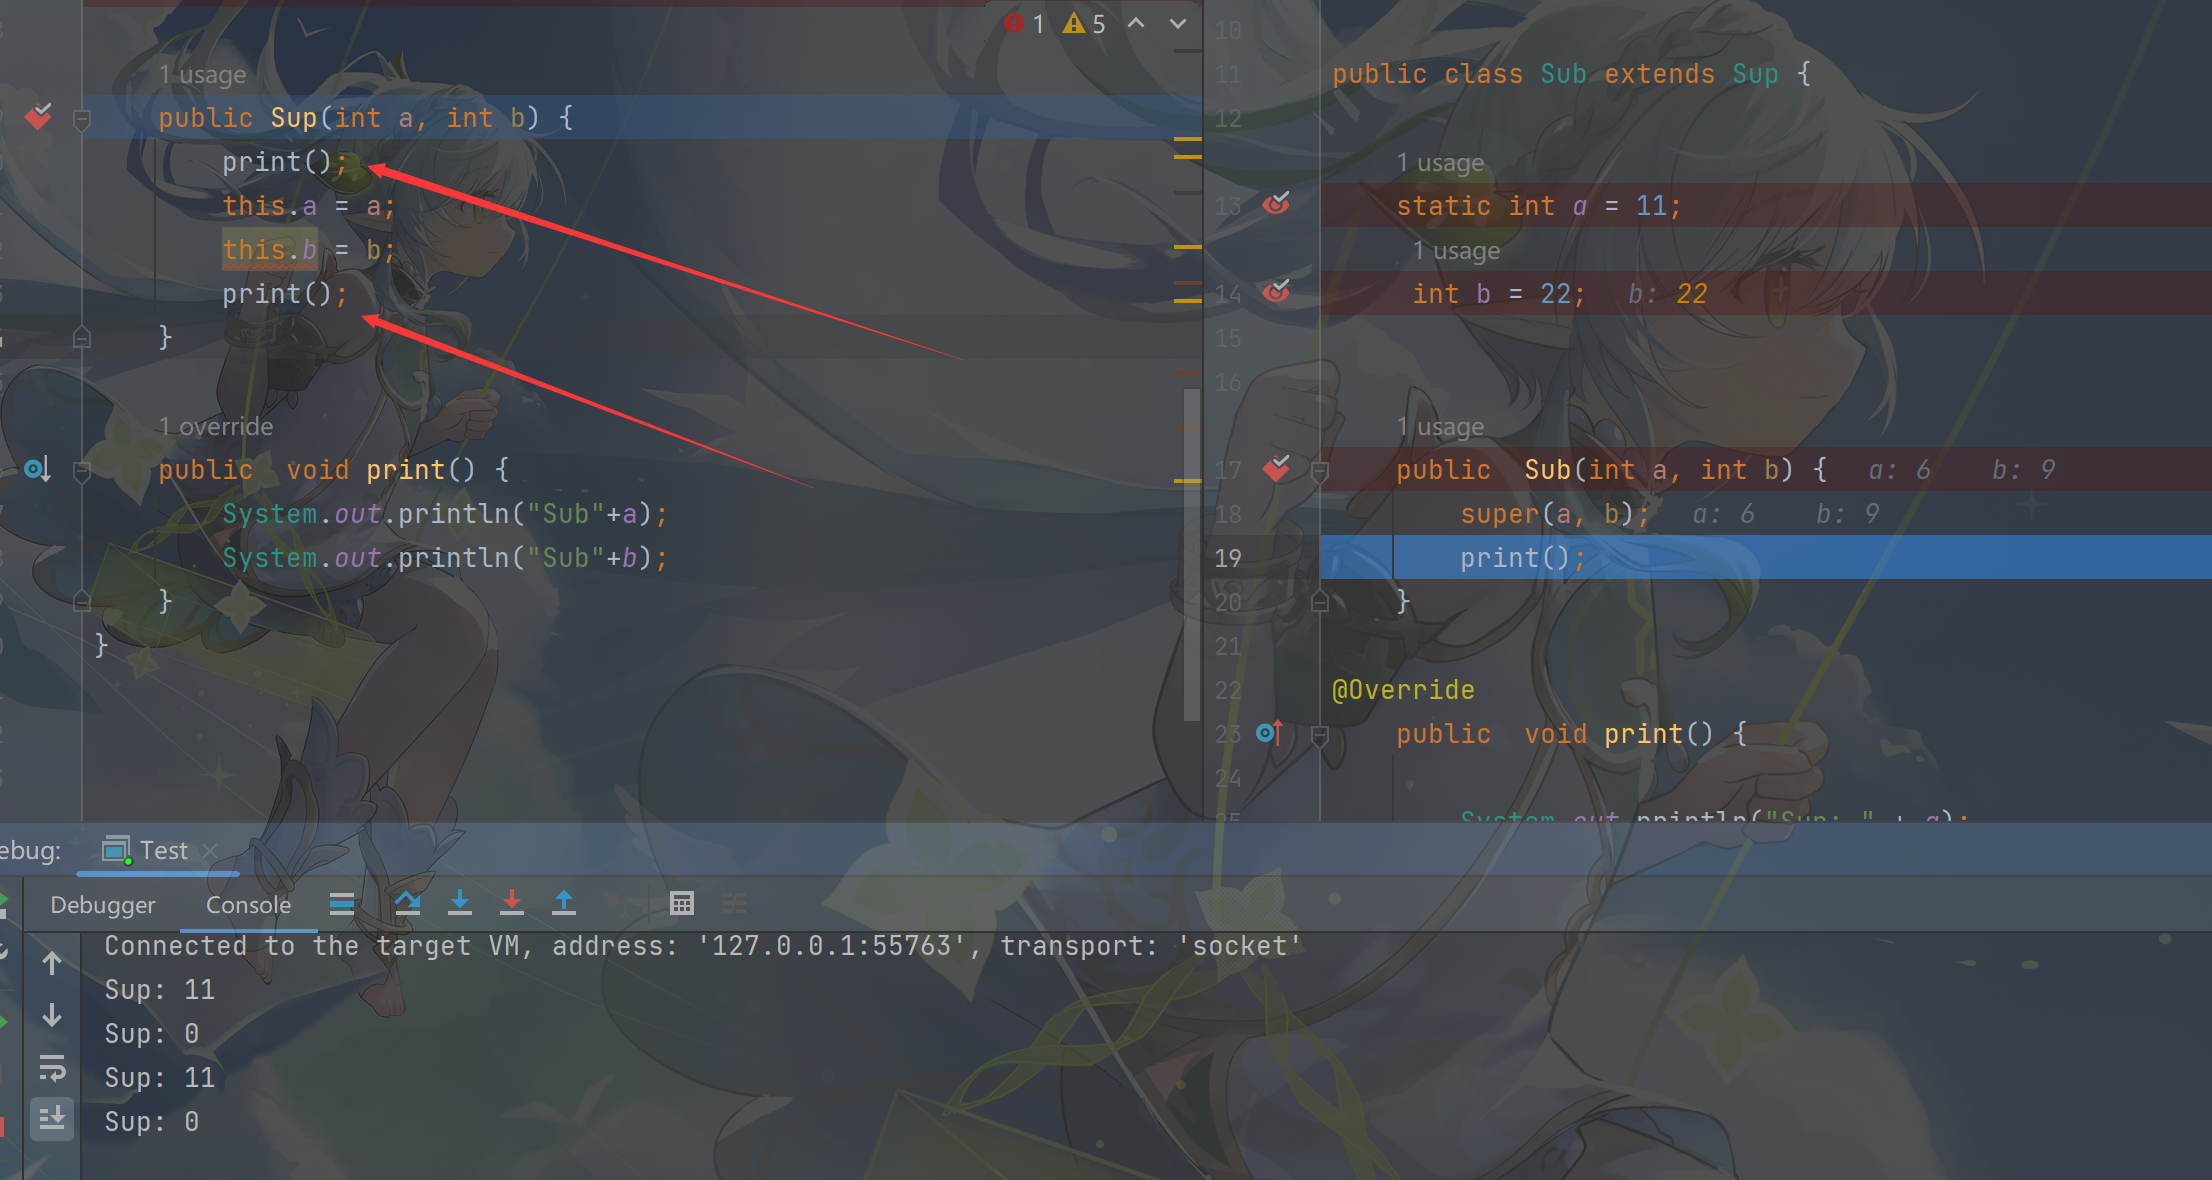 1 5
1 usage
public Sup(int a, int b) {
print();
this.a = a;
this.b = b;
print();
}
1 override
public void print() {
System.out.println("Sub"+a);
System.out.println("Sub"+b);
}
}
10
11 public class Sub extends Sup {
12
1 usage
13 static int a = 11;
1 usage
14 int b = 22; b: 22
15
16
1 usage
17 public Sub(int a, int b) { a: 6 b: 9
18 super(a, b); a: 6 b: 9
19 print();
20 }
21
22 @Override
23 public void print() {
24
25 System.out.println("Sup: " + a);
ebug: Test
Debugger Console
Connected to the target VM, address: '127.0.0.1:55763', transport: 'socket'
Sup: 11
Sup: 0
Sup: 11
Sup: 0